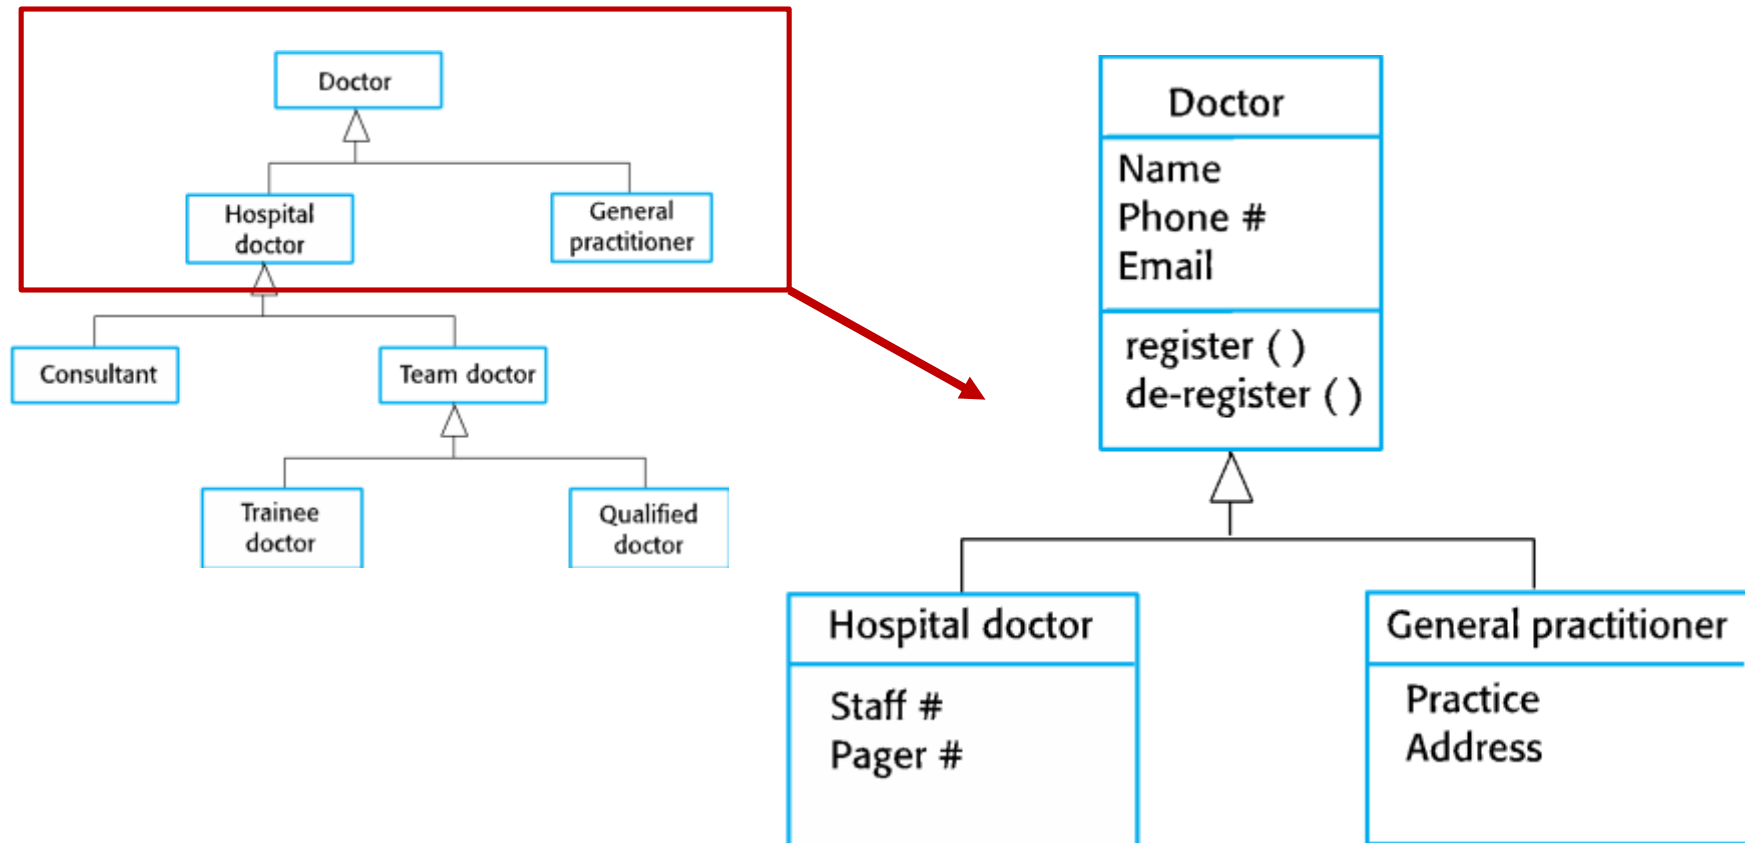 Doctor
Hospital
doctor
General
practitioner
Consultant
Team doctor
Trainee
doctor
Qualified
doctor
Doctor
Name
Phone #
Email
register ( )
de-register ( )
Hospital doctor
Staff #
Pager #
General practitioner
Practice
Address